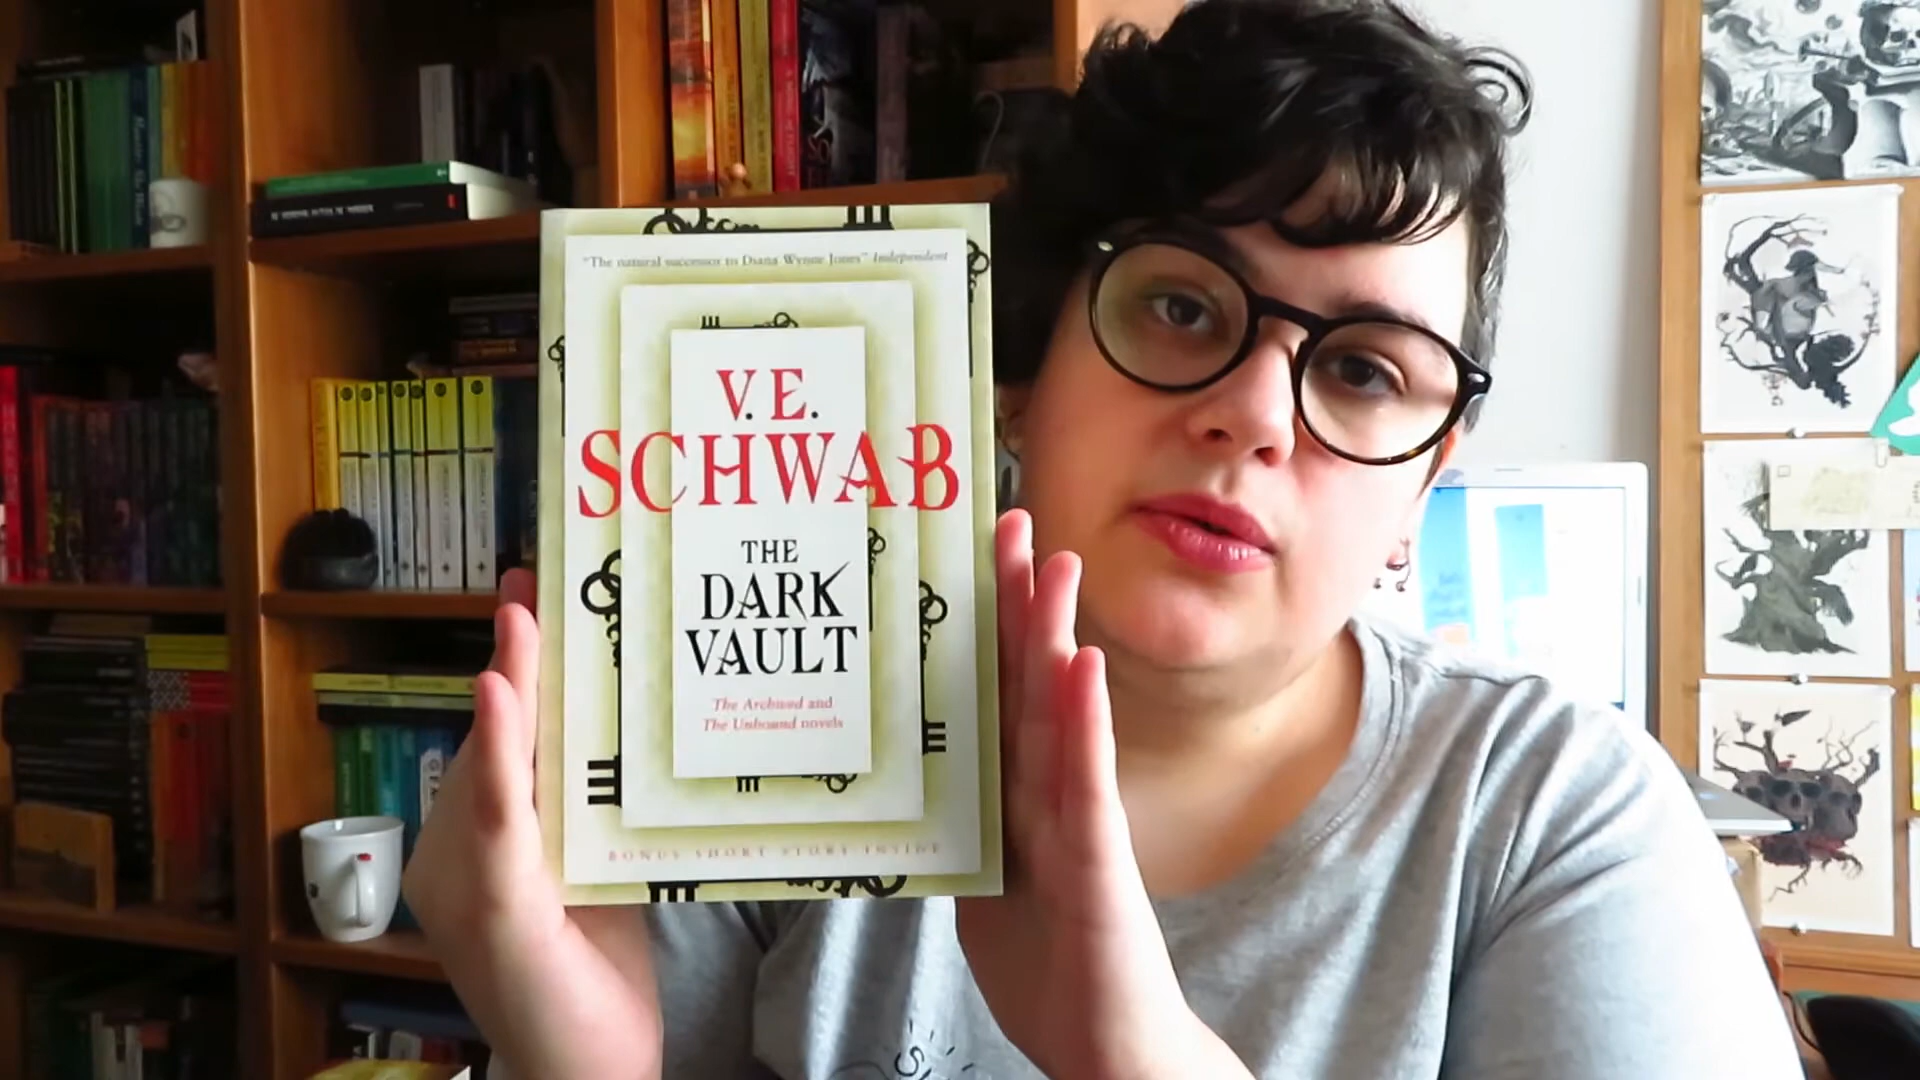 "The natural successor to Diana Wynne Jones" Independent
V. E.
SCHWAB
THE
DARK
VAULT
The Archived and
The Unbound novels
BONUS SHORT STORY INSIDE